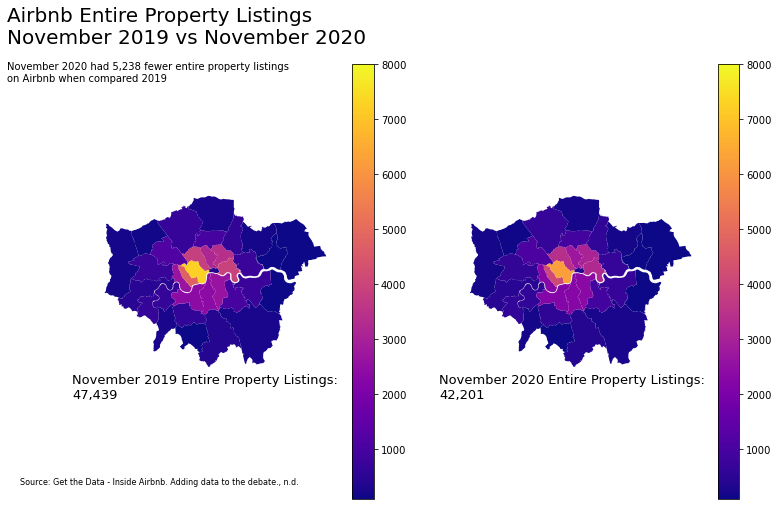 Airbnb Entire Property Listings
November 2019 vs November 2020
November 2020 had 5,238 fewer entire property listings
on Airbnb when compared 2019
8000
7000
6000
5000
4000
3000
2000
1000
8000
7000
6000
5000
4000
3000
2000
1000
November 2019 Entire Property Listings:
47,439
November 2020 Entire Property Listings:
42,201
Source: Get the Data - Inside Airbnb. Adding data to the debate., n.d.